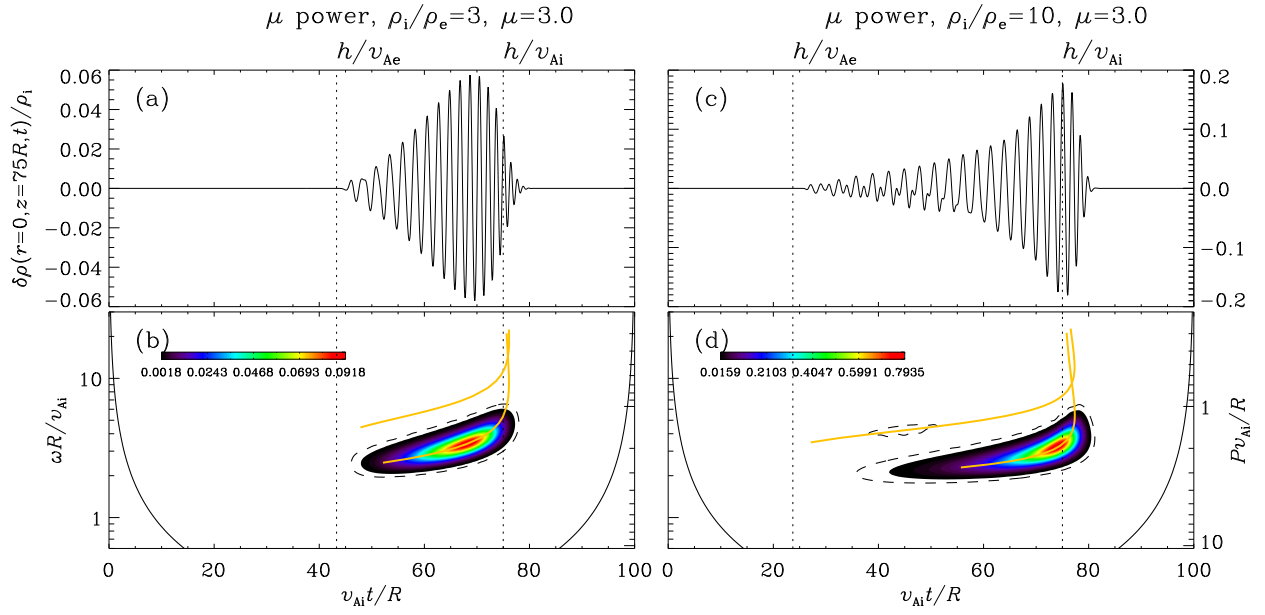 μ power, ρi/ρe=3, μ=3.0
μ power, ρi/ρe=10, μ=3.0
h/vAe
h/vAi
h/vAe
h/vAi
(a)
(c)
0.06
0.04
0.02
0.00
−0.02
−0.04
−0.06
δρ(r=0,z=75R,t)/ρi
0.2
0.1
0.0
−0.1
−0.2
(b)
(d)
0.0018 0.0243 0.0468 0.0693 0.0918
0.0159 0.2103 0.4047 0.5991 0.7935
10
1
ωR/vAi
1
10
PvAi/R
0 20 40 60 80 100
0 20 40 60 80 100
vAit/R
vAit/R